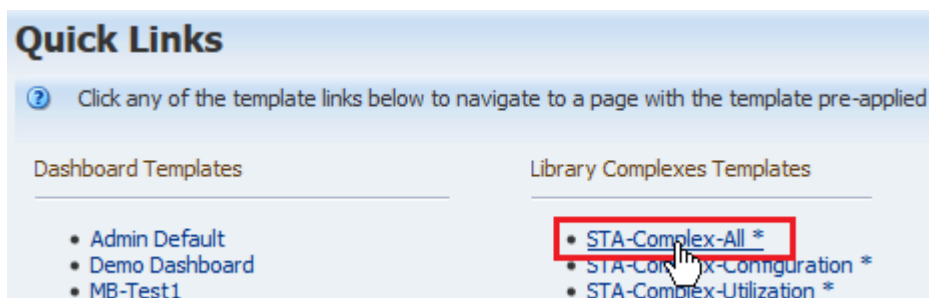 Quick Links
Click any of the template links below to navigate to a page with the template pre-applied
Dashboard Templates
• Admin Default
• Demo Dashboard
• MB-Test1
Library Complexes Templates
• STA-Complex-All *
• STA-Complex-Configuration *
• STA-Complex-Utilization *